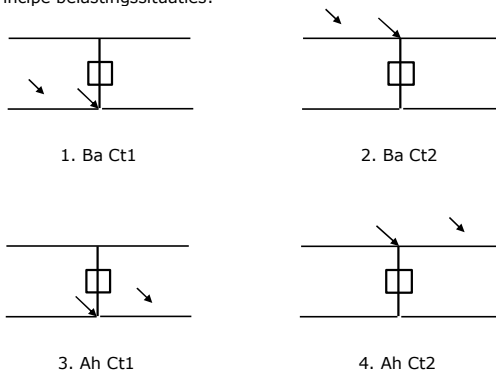 incipe belastingssituaties:
1. Ba Ct1
2. Ba Ct2
3. Ah Ct1
4. Ah Ct2